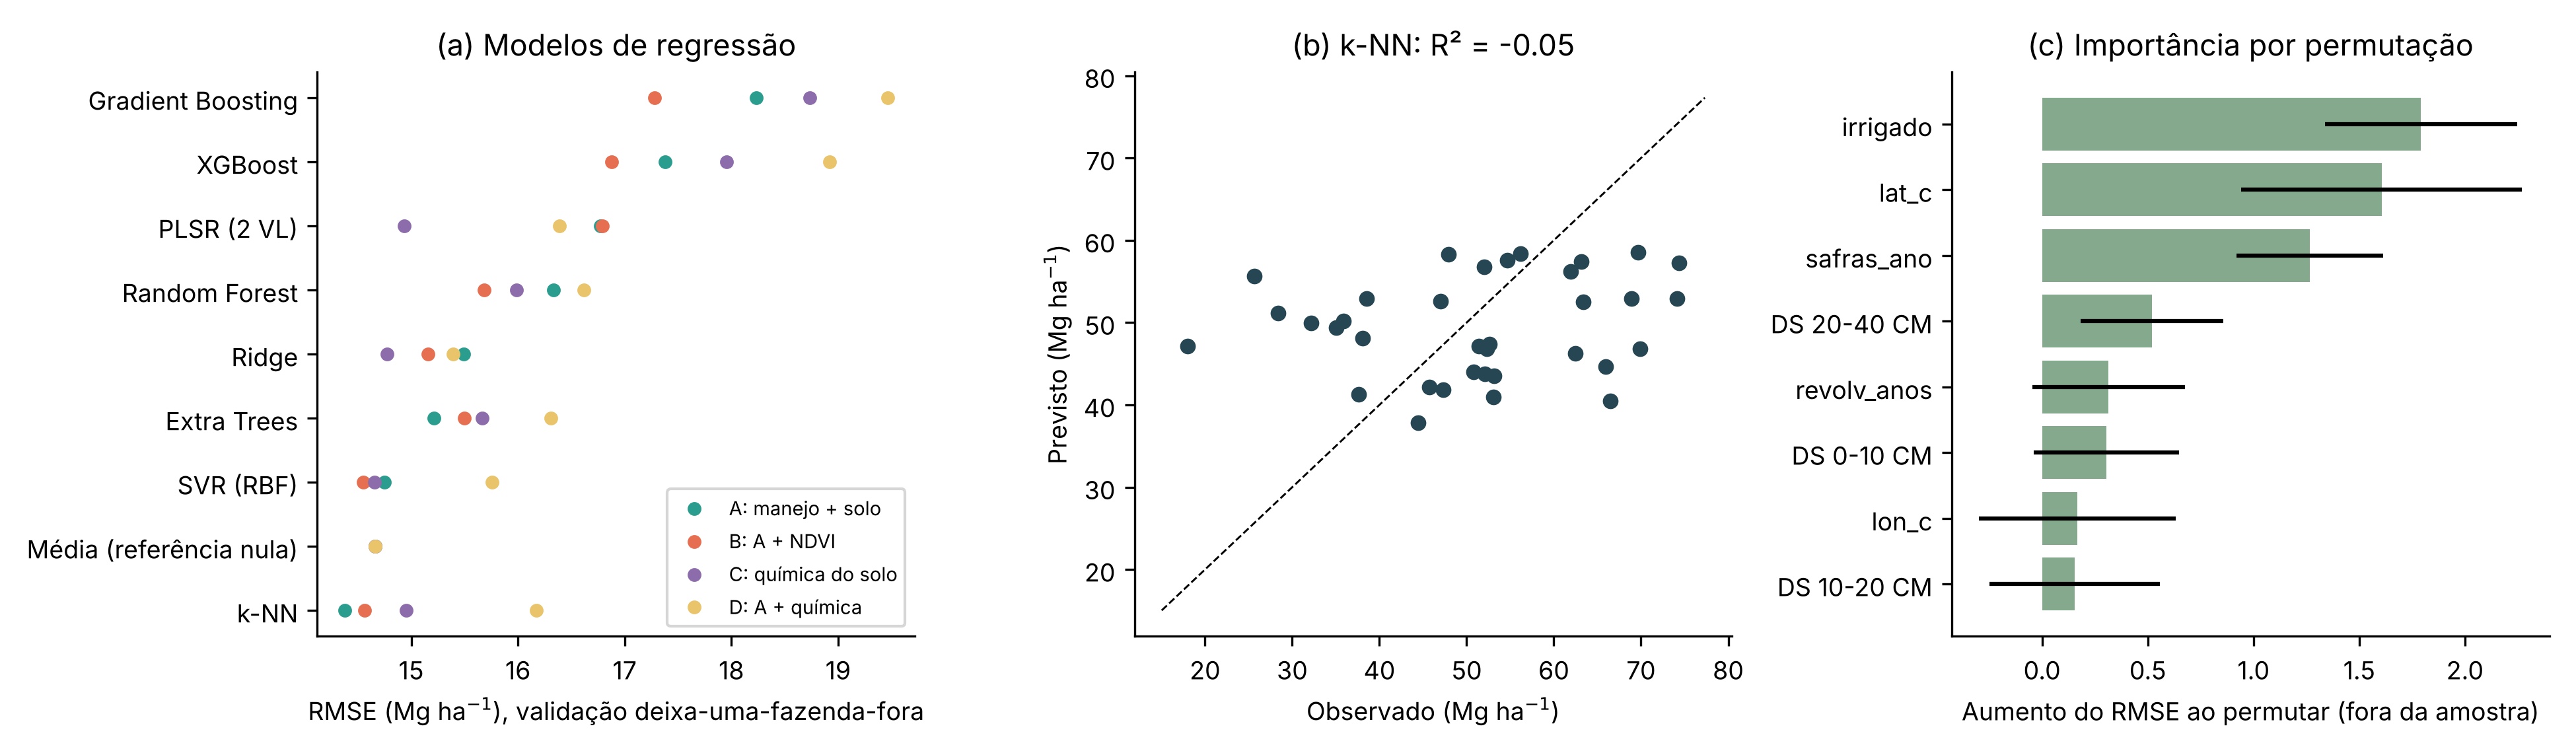 (a) Modelos de regressão
Gradient Boosting
XGBoost
PLSR (2 VL)
Random Forest
Ridge
Extra Trees
SVR (RBF)
Média (referência nula)
k-NN
A: manejo + solo
B: A + NDVI
C: química do solo
D: A + química
15 16 17 18 19
RMSE (Mg ha⁻¹), validação deixa-uma-fazenda-fora
(b) k-NN: R² = -0.05
Previsto (Mg ha⁻¹)
80
70
60
50
40
30
20
20 30 40 50 60 70 80
Observado (Mg ha⁻¹)
(c) Importância por permutação
irrigado
lat_c
safras_ano
DS 20-40 CM
revolv_anos
DS 0-10 CM
lon_c
DS 10-20 CM
0.0 0.5 1.0 1.5 2.0
Aumento do RMSE ao permutar (fora da amostra)